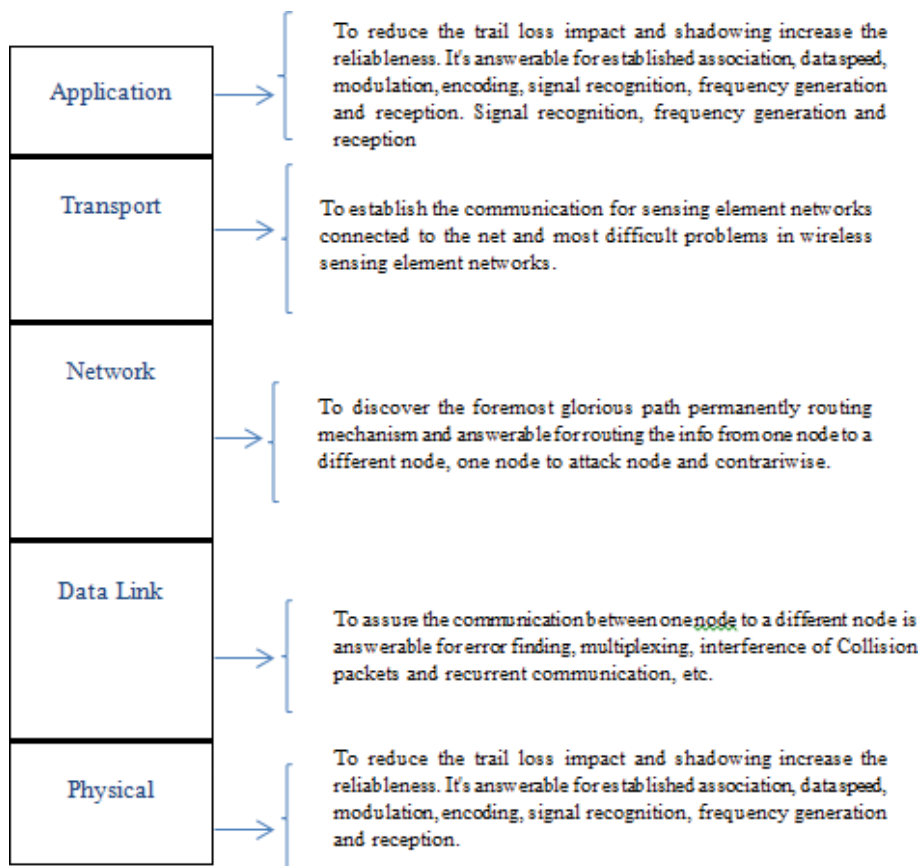 Application
To reduce the trail loss impact and shadowing increase the
reliableness. It's answerable for established association, data speed,
modulation, encoding, signal recognition, frequency generation
and reception. Signal recognition, frequency generation and
reception
Transport
To establish the communication for sensing element networks
connected to the net and most difficult problems in wireless
sensing element networks.
Network
To discover the foremost glorious path permanently routing
mechanism and answerable for routing the info from one node to a
different node, one node to attack node and contrariwise.
Data Link
To assure the communication between one node to a different node is
answerable for error finding, multiplexing, interference of Collision
packets and recurrent communication, etc.
Physical
To reduce the trail loss impact and shadowing increase the
reliableness. It's answerable for established association, data speed,
modulation, encoding, signal recognition, frequency generation
and reception.